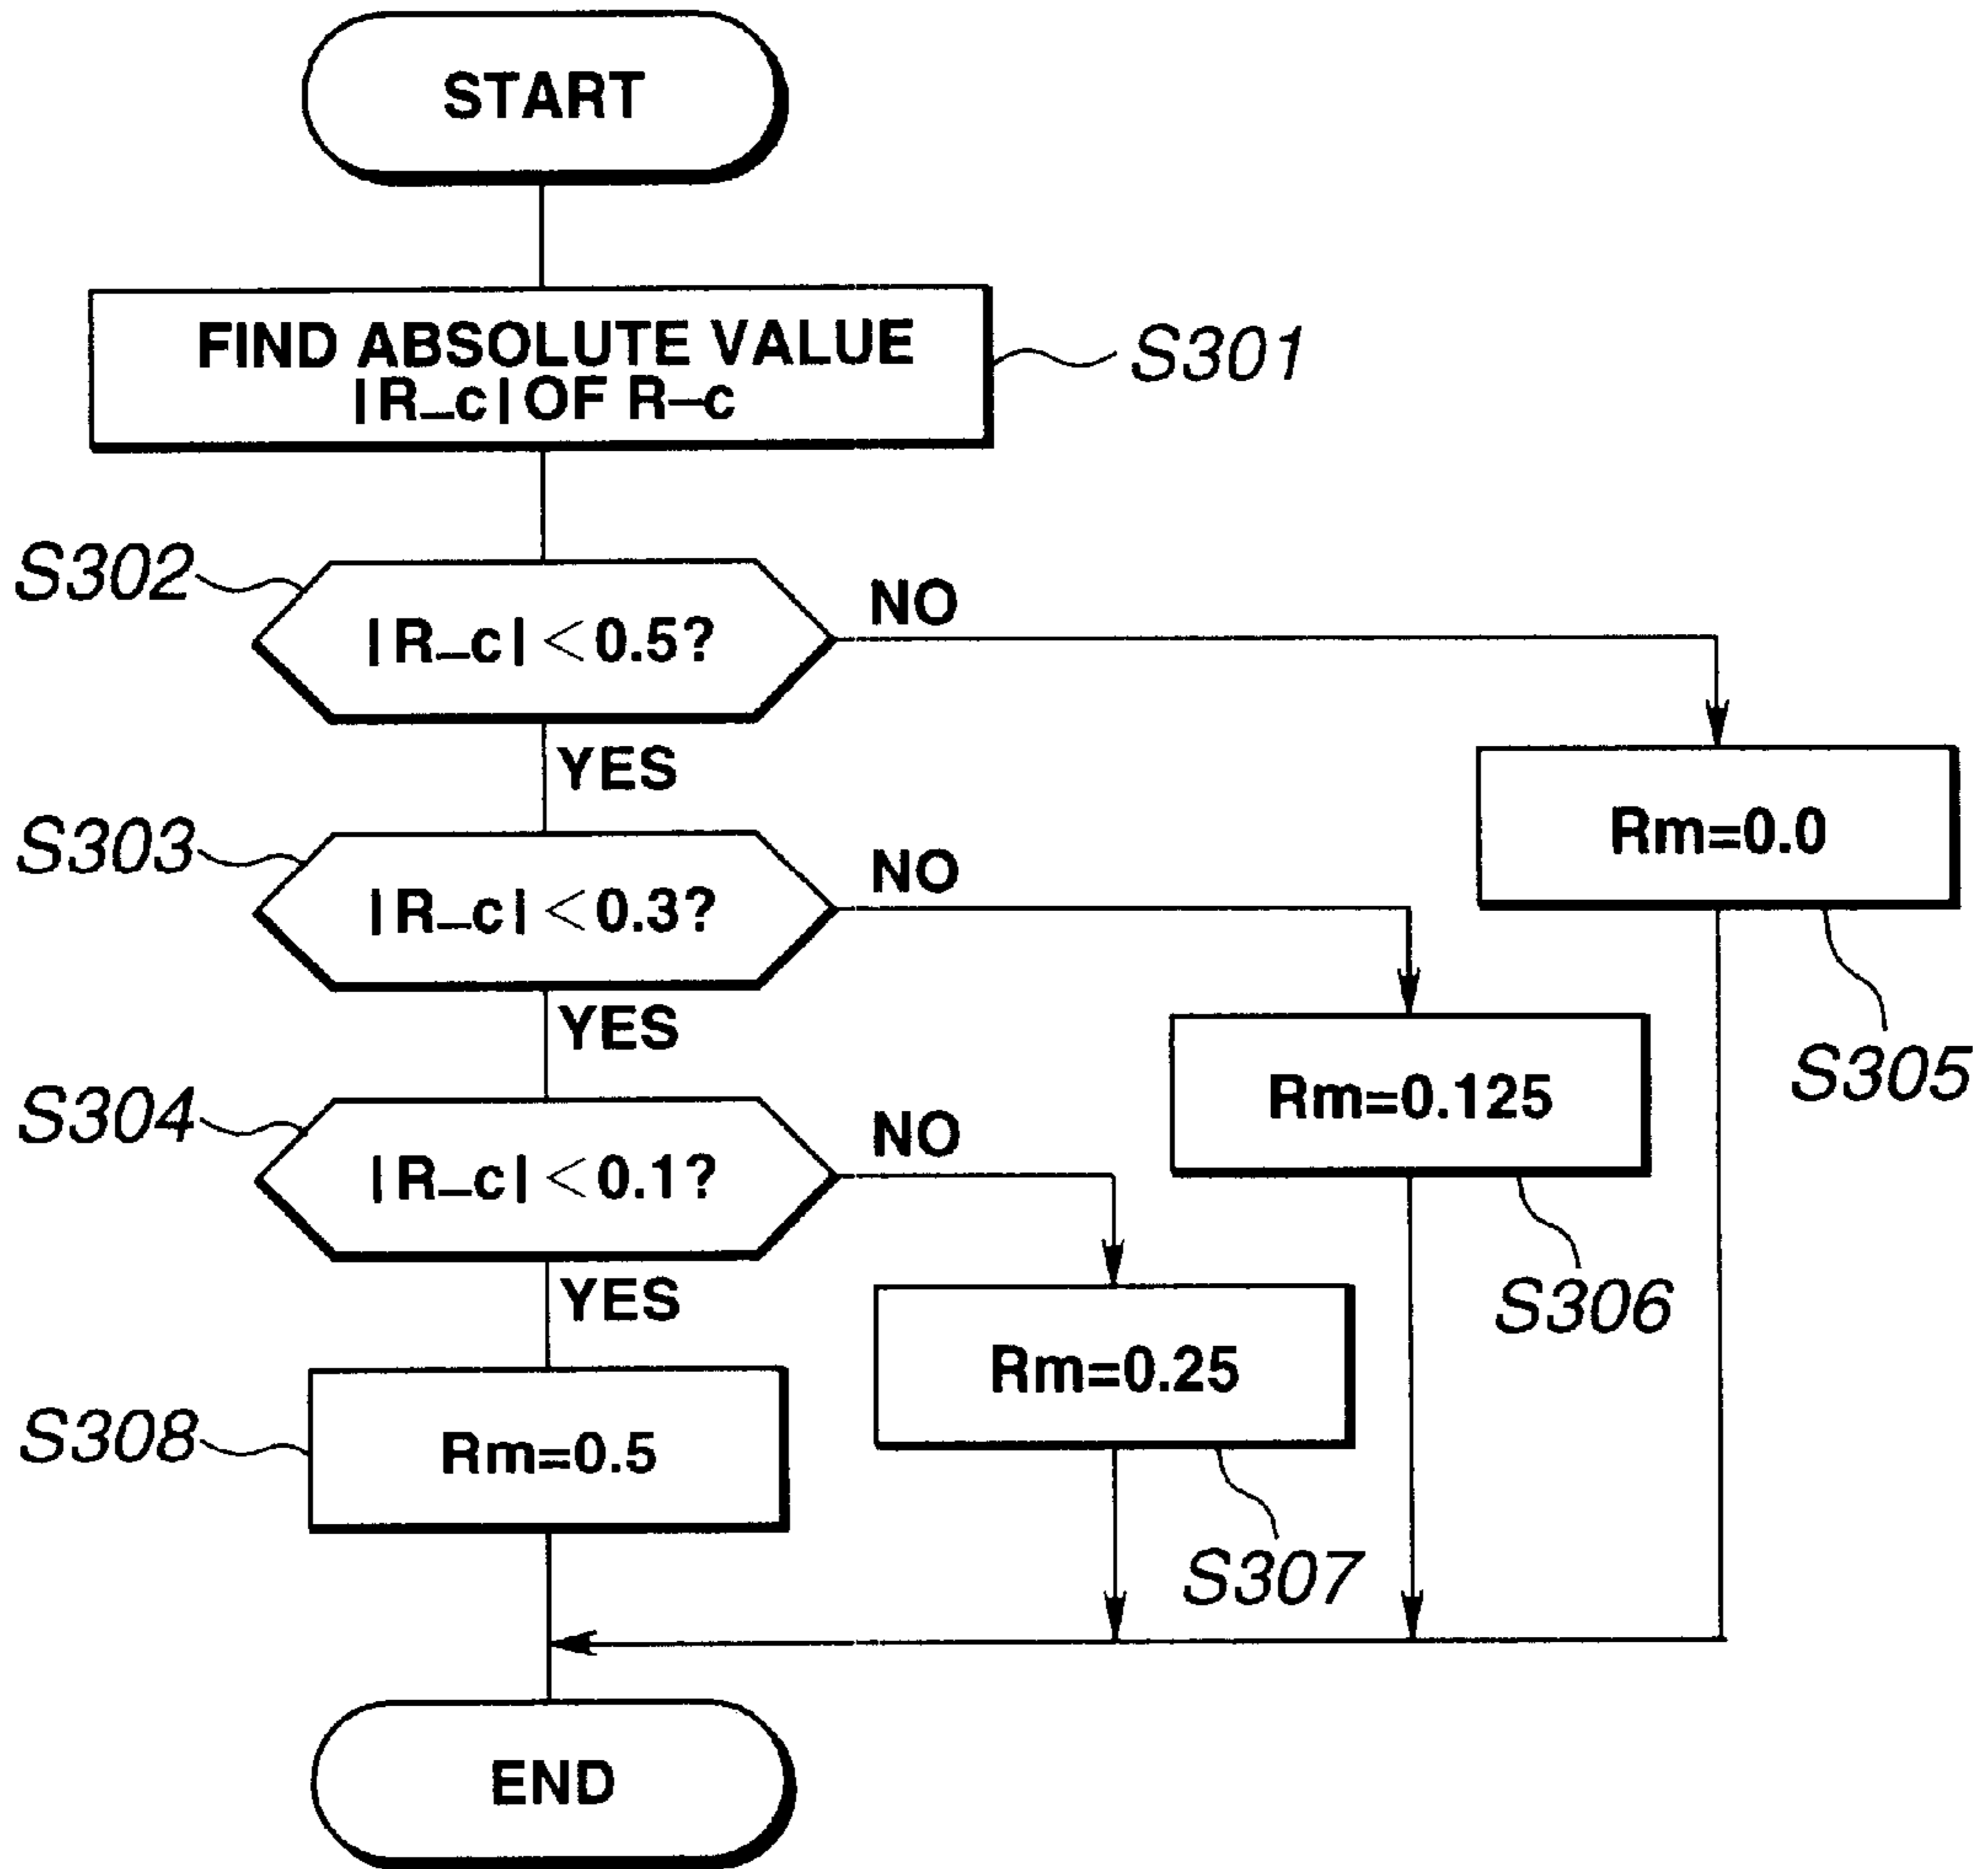 START
FIND ABSOLUTE VALUE
|R_c| OF R-c
S301
S302
|R_c| <0.5?
NO
YES
Rm=0.0
S305
S303
|R_c| <0.3?
NO
YES
Rm=0.125
S306
S304
|R_c| <0.1?
NO
YES
Rm=0.25
S307
S308
Rm=0.5
END